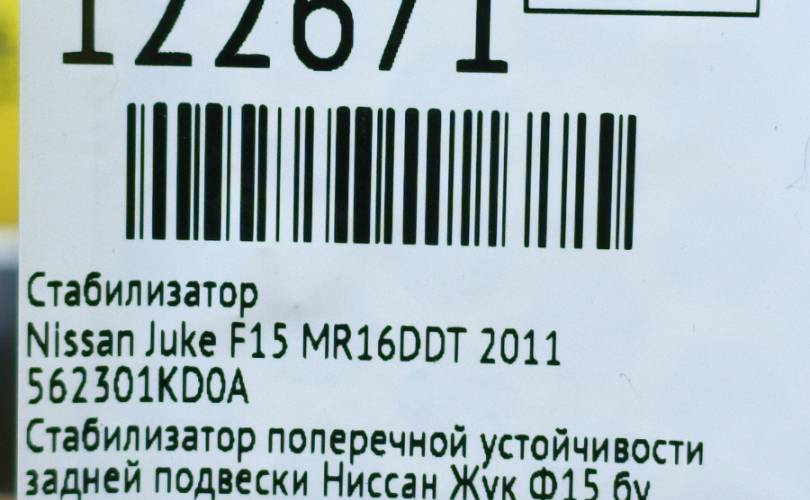 122671
Стабилизатор
Nissan Juke F15 MR16DDT 2011
562301KD0A
Стабилизатор поперечной устойчивости
задней подвески Ниссан Жук Ф15 бу